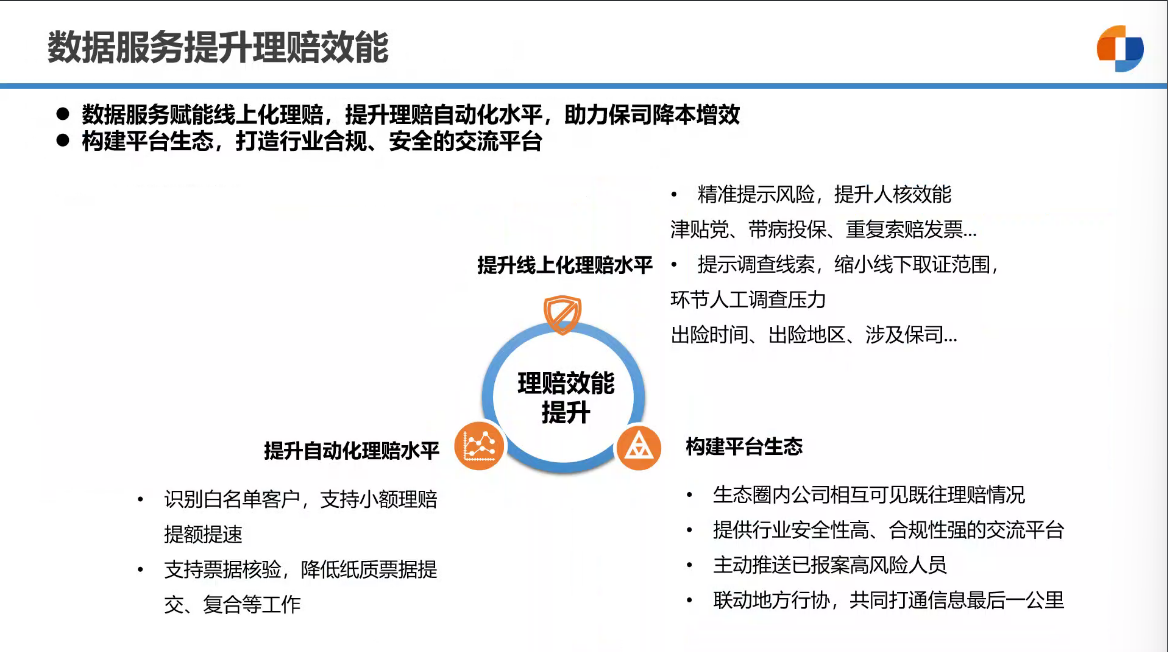 数据服务提升理赔效能
● 数据服务赋能线上化理赔，提升理赔自动化水平，助力保司降本增效
● 构建平台生态，打造行业合规、安全的交流平台
提升线上化理赔水平
• 精准提示风险，提升人核效能
津贴党、带病投保、重复索赔发票...
• 提示调查线索，缩小线下取证范围，
环节人工调查压力
出险时间、出险地区、涉及保司...
理赔效能
提升
提升自动化理赔水平
• 识别白名单客户，支持小额理赔
提额提速
• 支持票据核验，降低纸质票据提
交、复合等工作
构建平台生态
• 生态圈内公司相互可见既往理赔情况
• 提供行业安全性高、合规性强的交流平台
• 主动推送已报案高风险人员
• 联动地方行协，共同打通信息最后一公里